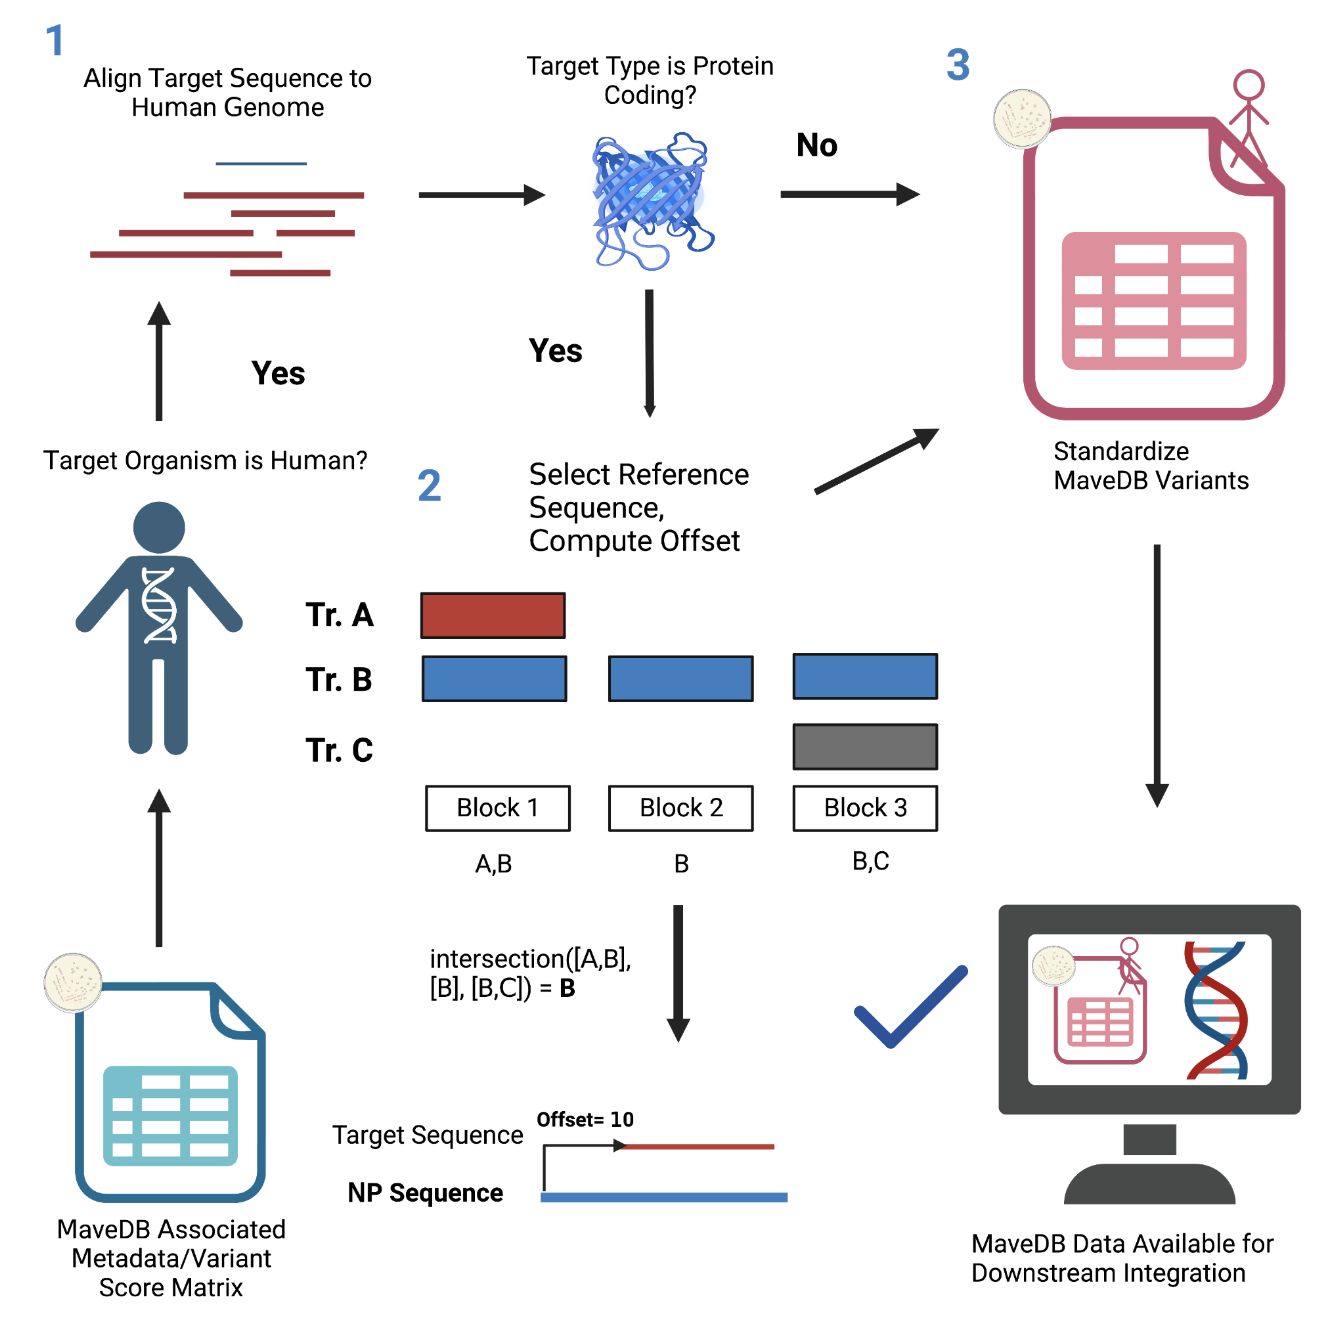 1
Align Target Sequence to
Human Genome
Target Type is Protein
Coding?
3
No
Yes
Yes
Target Organism is Human?
2
Select Reference
Sequence,
Compute Offset
Standardize
MaveDB Variants
Tr. A
Tr. B
Tr. C
Block 1
Block 2
Block 3
A,B
B
B,C
intersection([A,B],
[B], [B,C]) = B
Offset= 10
Target Sequence
NP Sequence
MaveDB Associated
Metadata/Variant
Score Matrix
MaveDB Data Available for
Downstream Integration